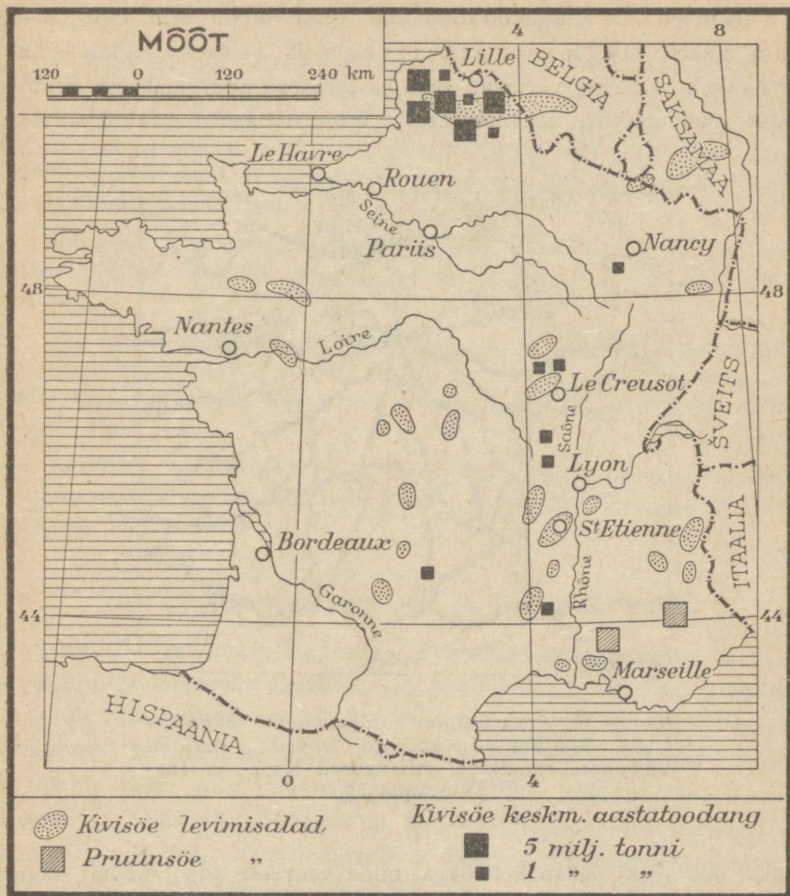 MÕÕT
120 0 120 240 km
4 8
Lille
BELGIA
SAKSAMAA
Le Havre
Rouen
Seine
Pariis
Nancy
48 48
Nantes
Loire
Le Creusot
ŠVEITS
Saône
Lyon
St Etienne
Bordeaux
ITAALIA
Rhône
Garonne
44 44
Marseille
HISPAANIA
0 4
Kivisöe levimisalad
Pruunsöe „
Kivisöe keskm. aastatoodang
5 milj. tonni
1 „ „